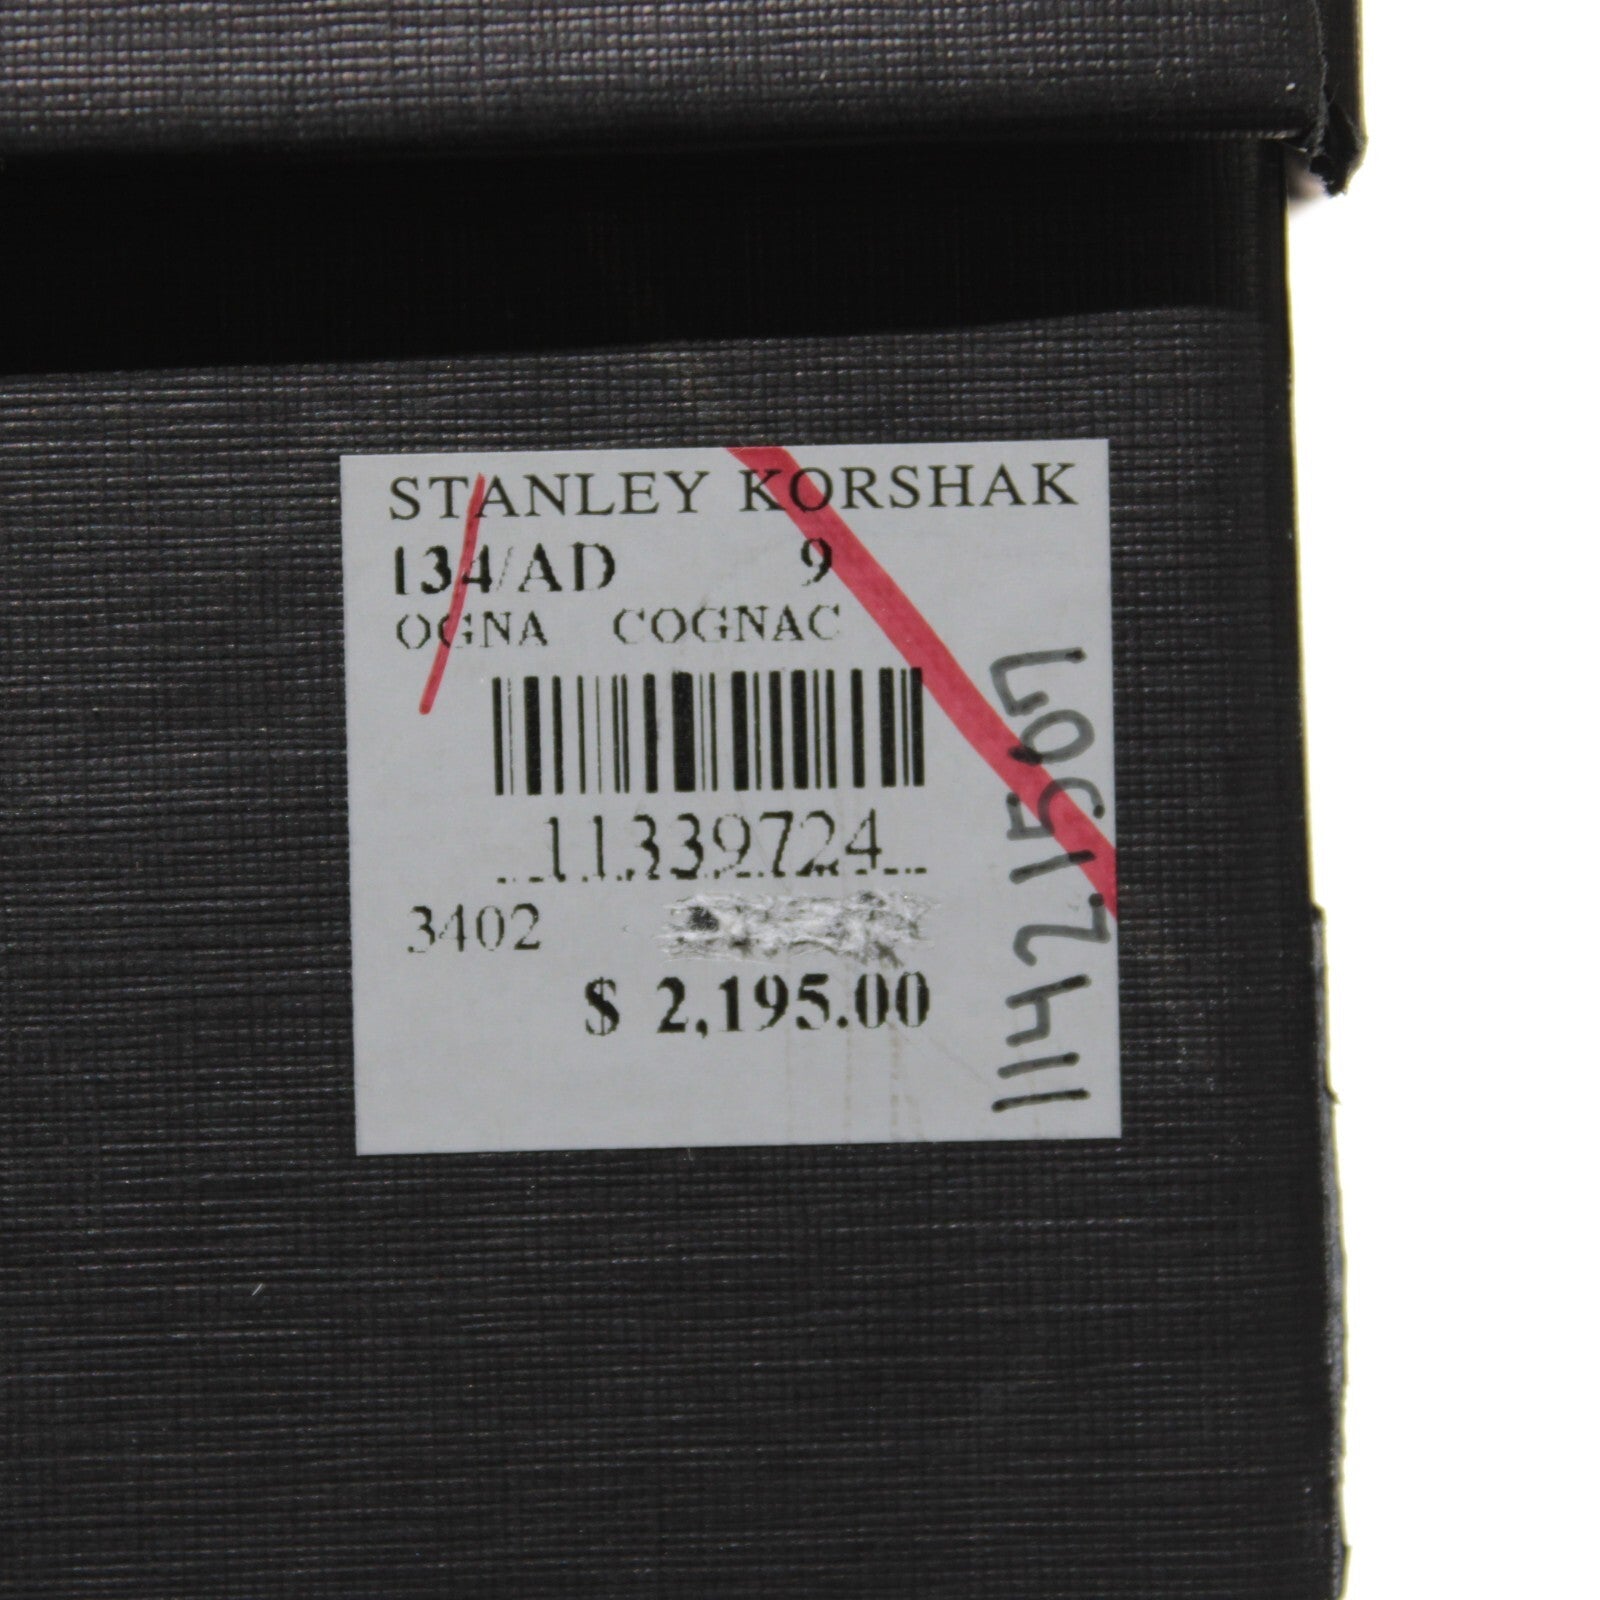 STANLEY KORSHAK
134/AD 9
OGNA COGNAC
11339724
3402
$ 2,195.00
11421507